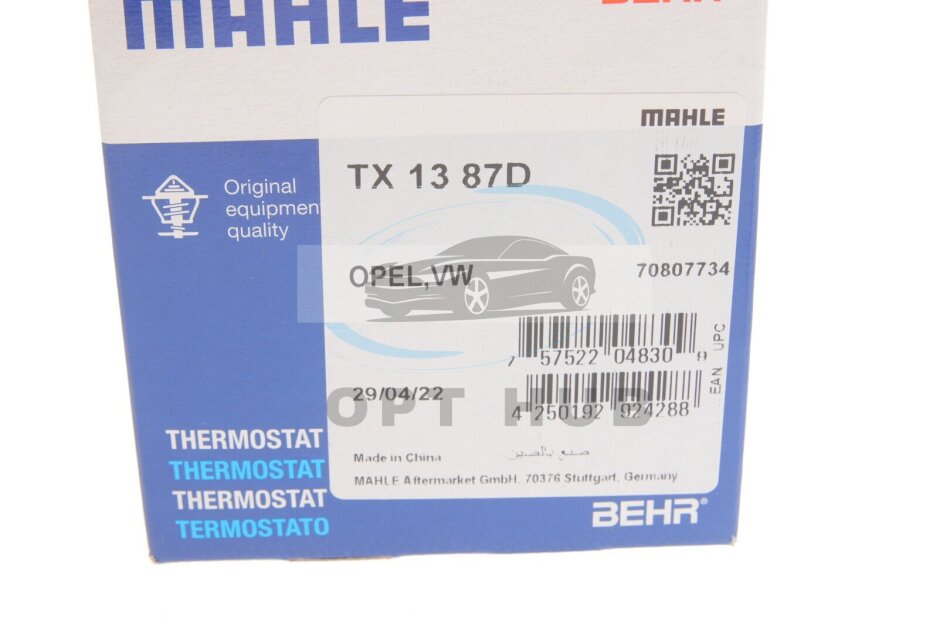 MAHLE
BEHR
MAHLE
TX 13 87D
Original
equipmen
quality
OPEL,VW
70807734
7 57522 04830 9
UPC
29/04/22
4 250192 924288
EAN
OPT HUB
THERMOSTAT
THERMOSTAT
THERMOSTAT
TERMOSTATO
Made in China
صنع بالصين
MAHLE Aftermarket GmbH, 70376 Stuttgart, Germany
BEHR®